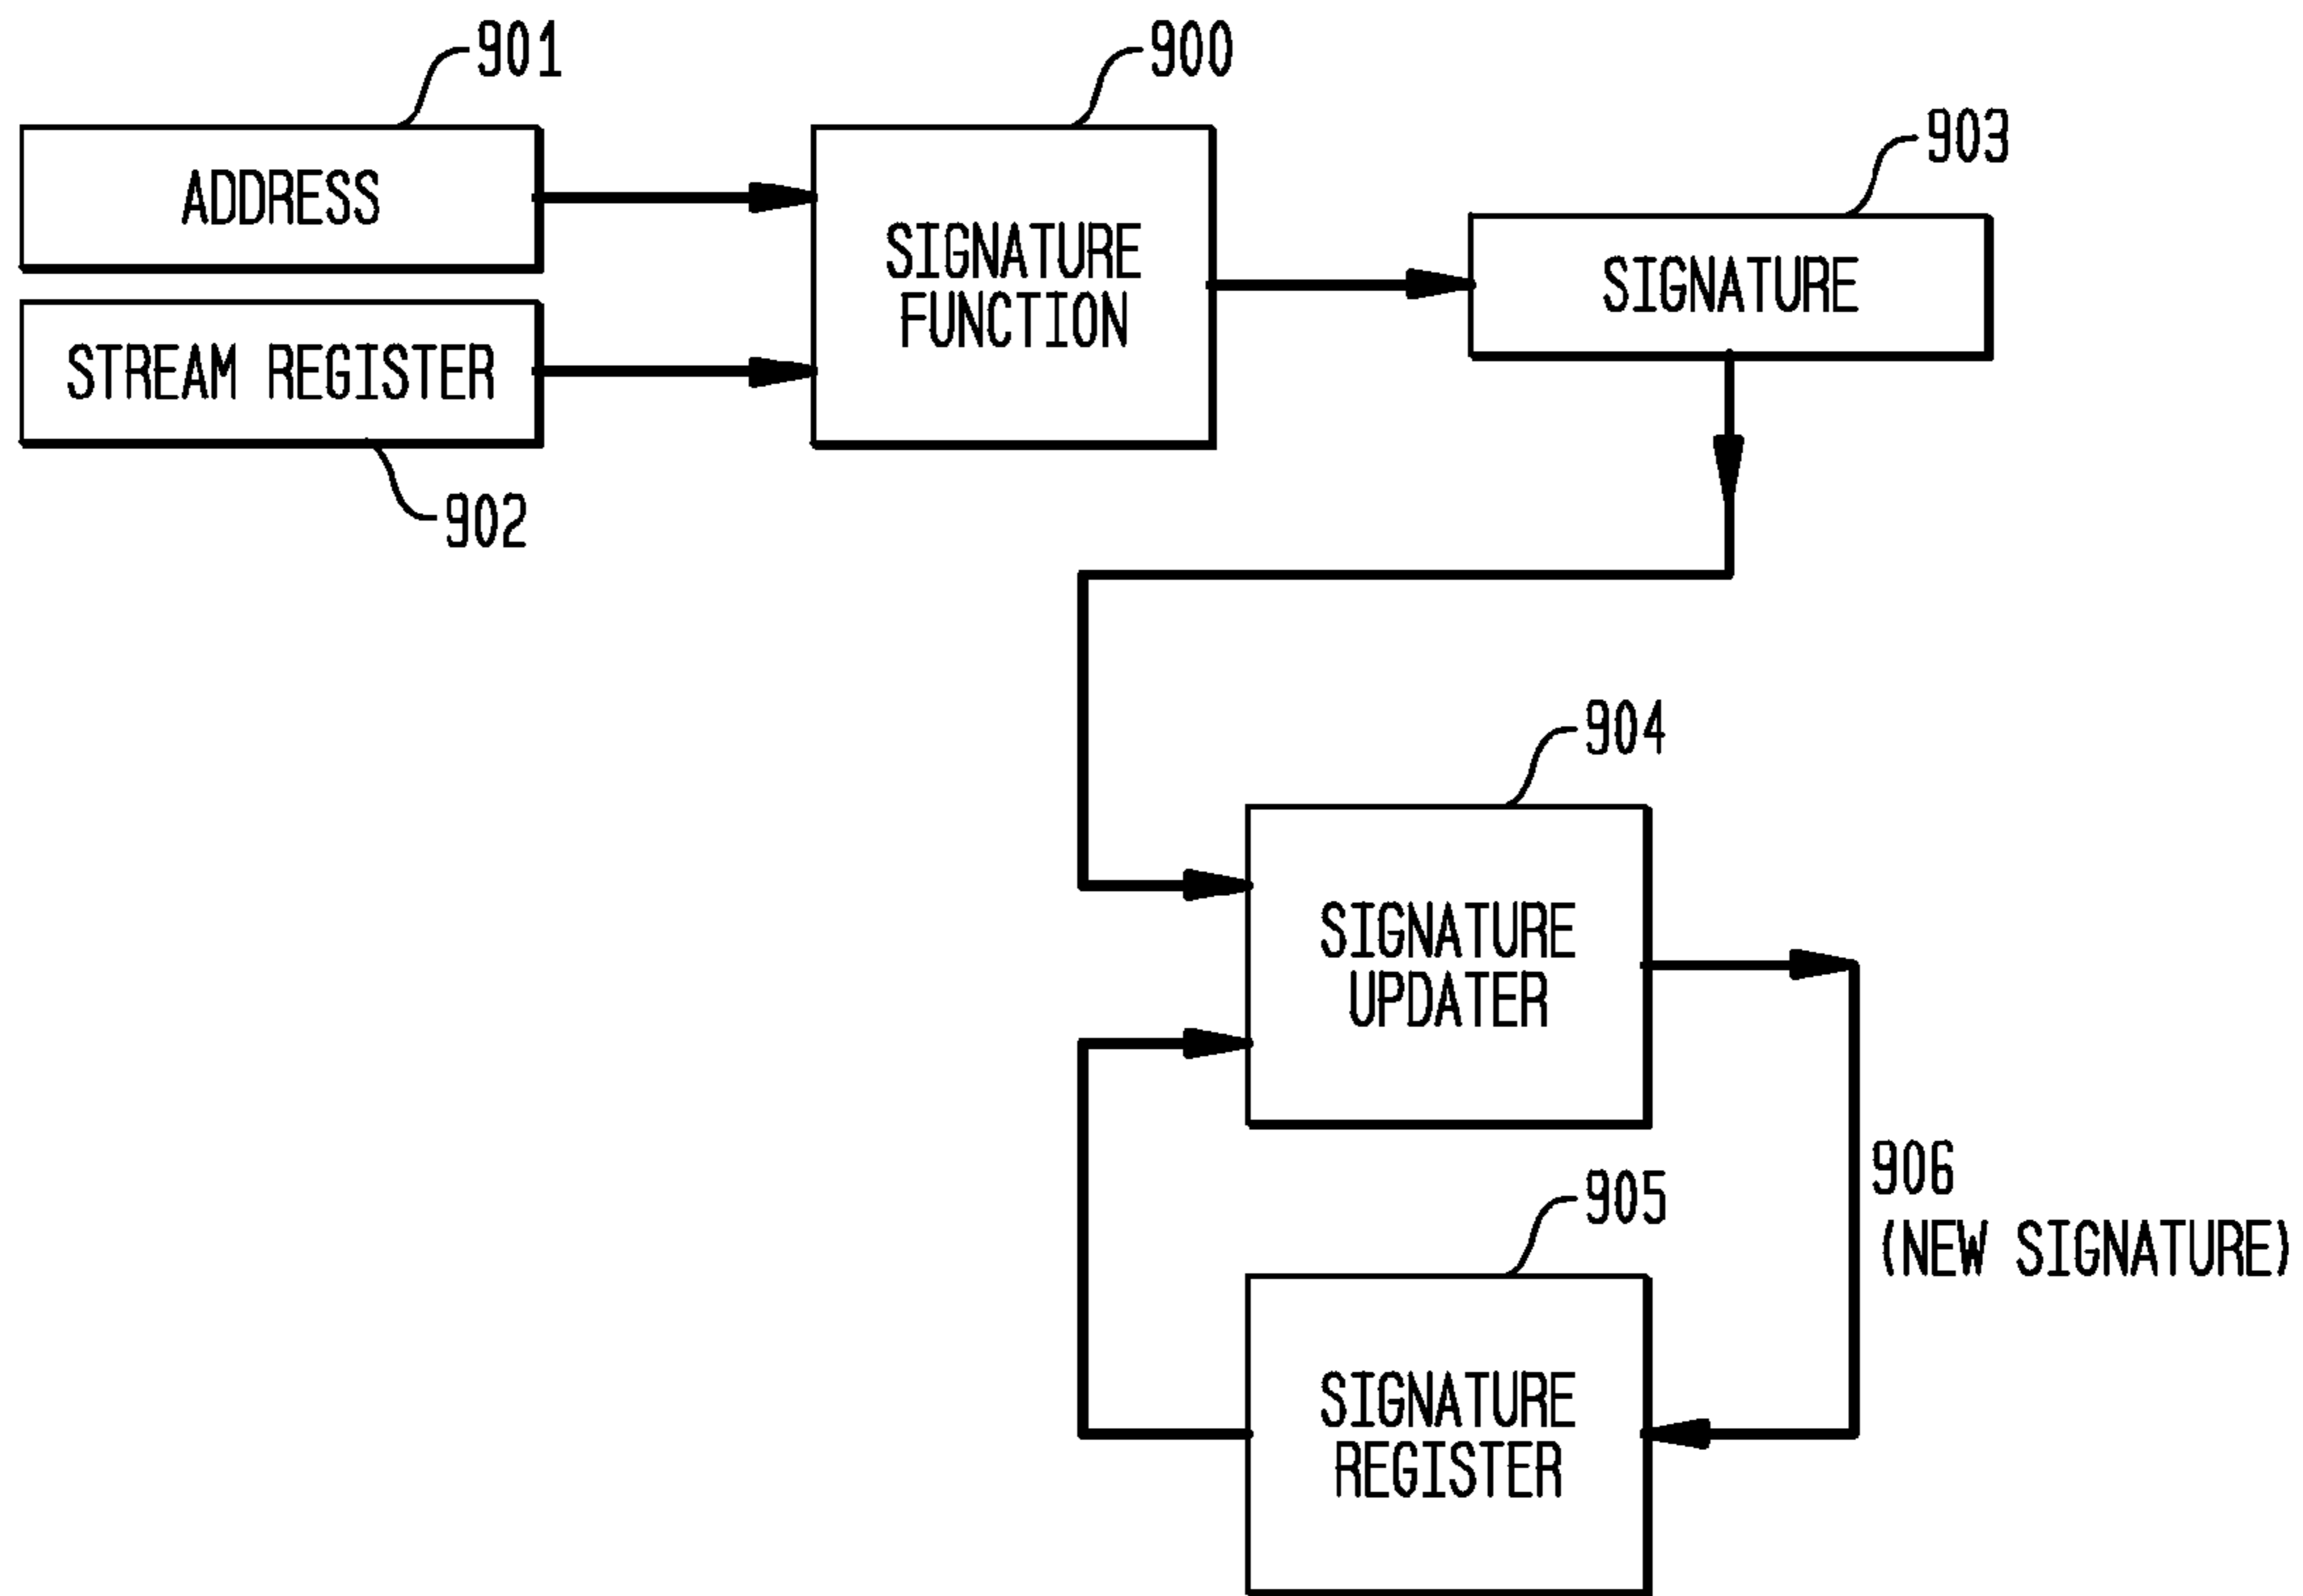 901
900
903
ADDRESS
SIGNATURE
FUNCTION
SIGNATURE
STREAM REGISTER
902
904
SIGNATURE
UPDATER
906
(NEW SIGNATURE)
905
SIGNATURE
REGISTER